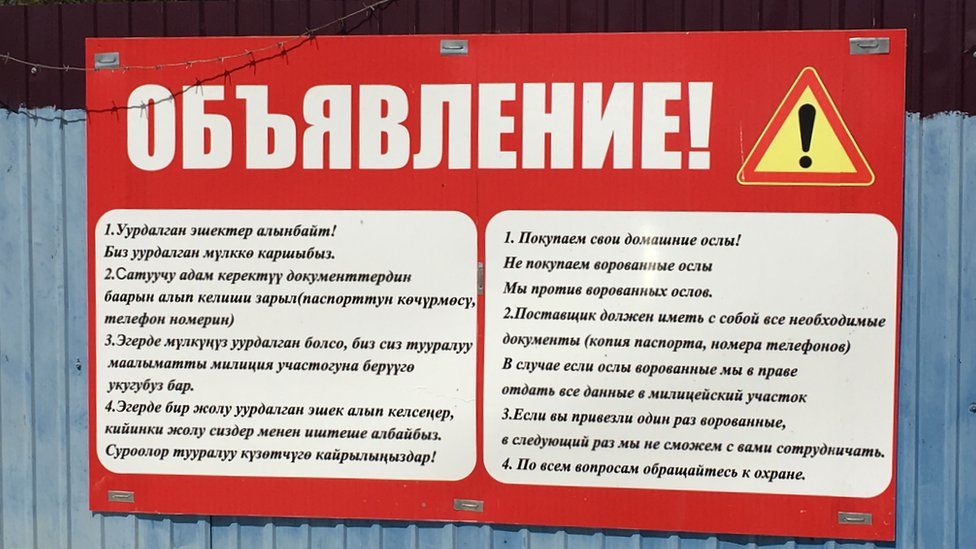 ОБЪЯВЛЕНИЕ!
1.Уурдалган эшектер алынбайт!
Биз уурдалган мүлккө каршыбыз.
2.Сатуучу адам керектүү документтердин
баарын алып келиши зарыл(паспорттун көчүрмөсү,
телефон номерин)
3.Эгерде мүлкүңүз уурдалган болсо, биз сиз тууралуу
маалыматты милиция участогуна берүүгө
укугубуз бар.
4.Эгерде бир жолу уурдалган эшек алып келсеңер,
кийинки жолу сиздер менен иштеше албайбыз.
Суроолор тууралуу күзөтчүгө кайрылыңыздар!
1. Покупаем свои домашние ослы!
Не покупаем ворованные ослы
Мы против ворованных ослов.
2.Поставщик должен иметь с собой все необходимые
документы (копия паспорта, номера телефонов)
В случае если ослы ворованные мы в праве
отдать все данные в милицейский участок
3.Если вы привезли один раз ворованные,
в следующий раз мы не сможем с вами сотрудничать.
4. По всем вопросам обращайтесь к охране.